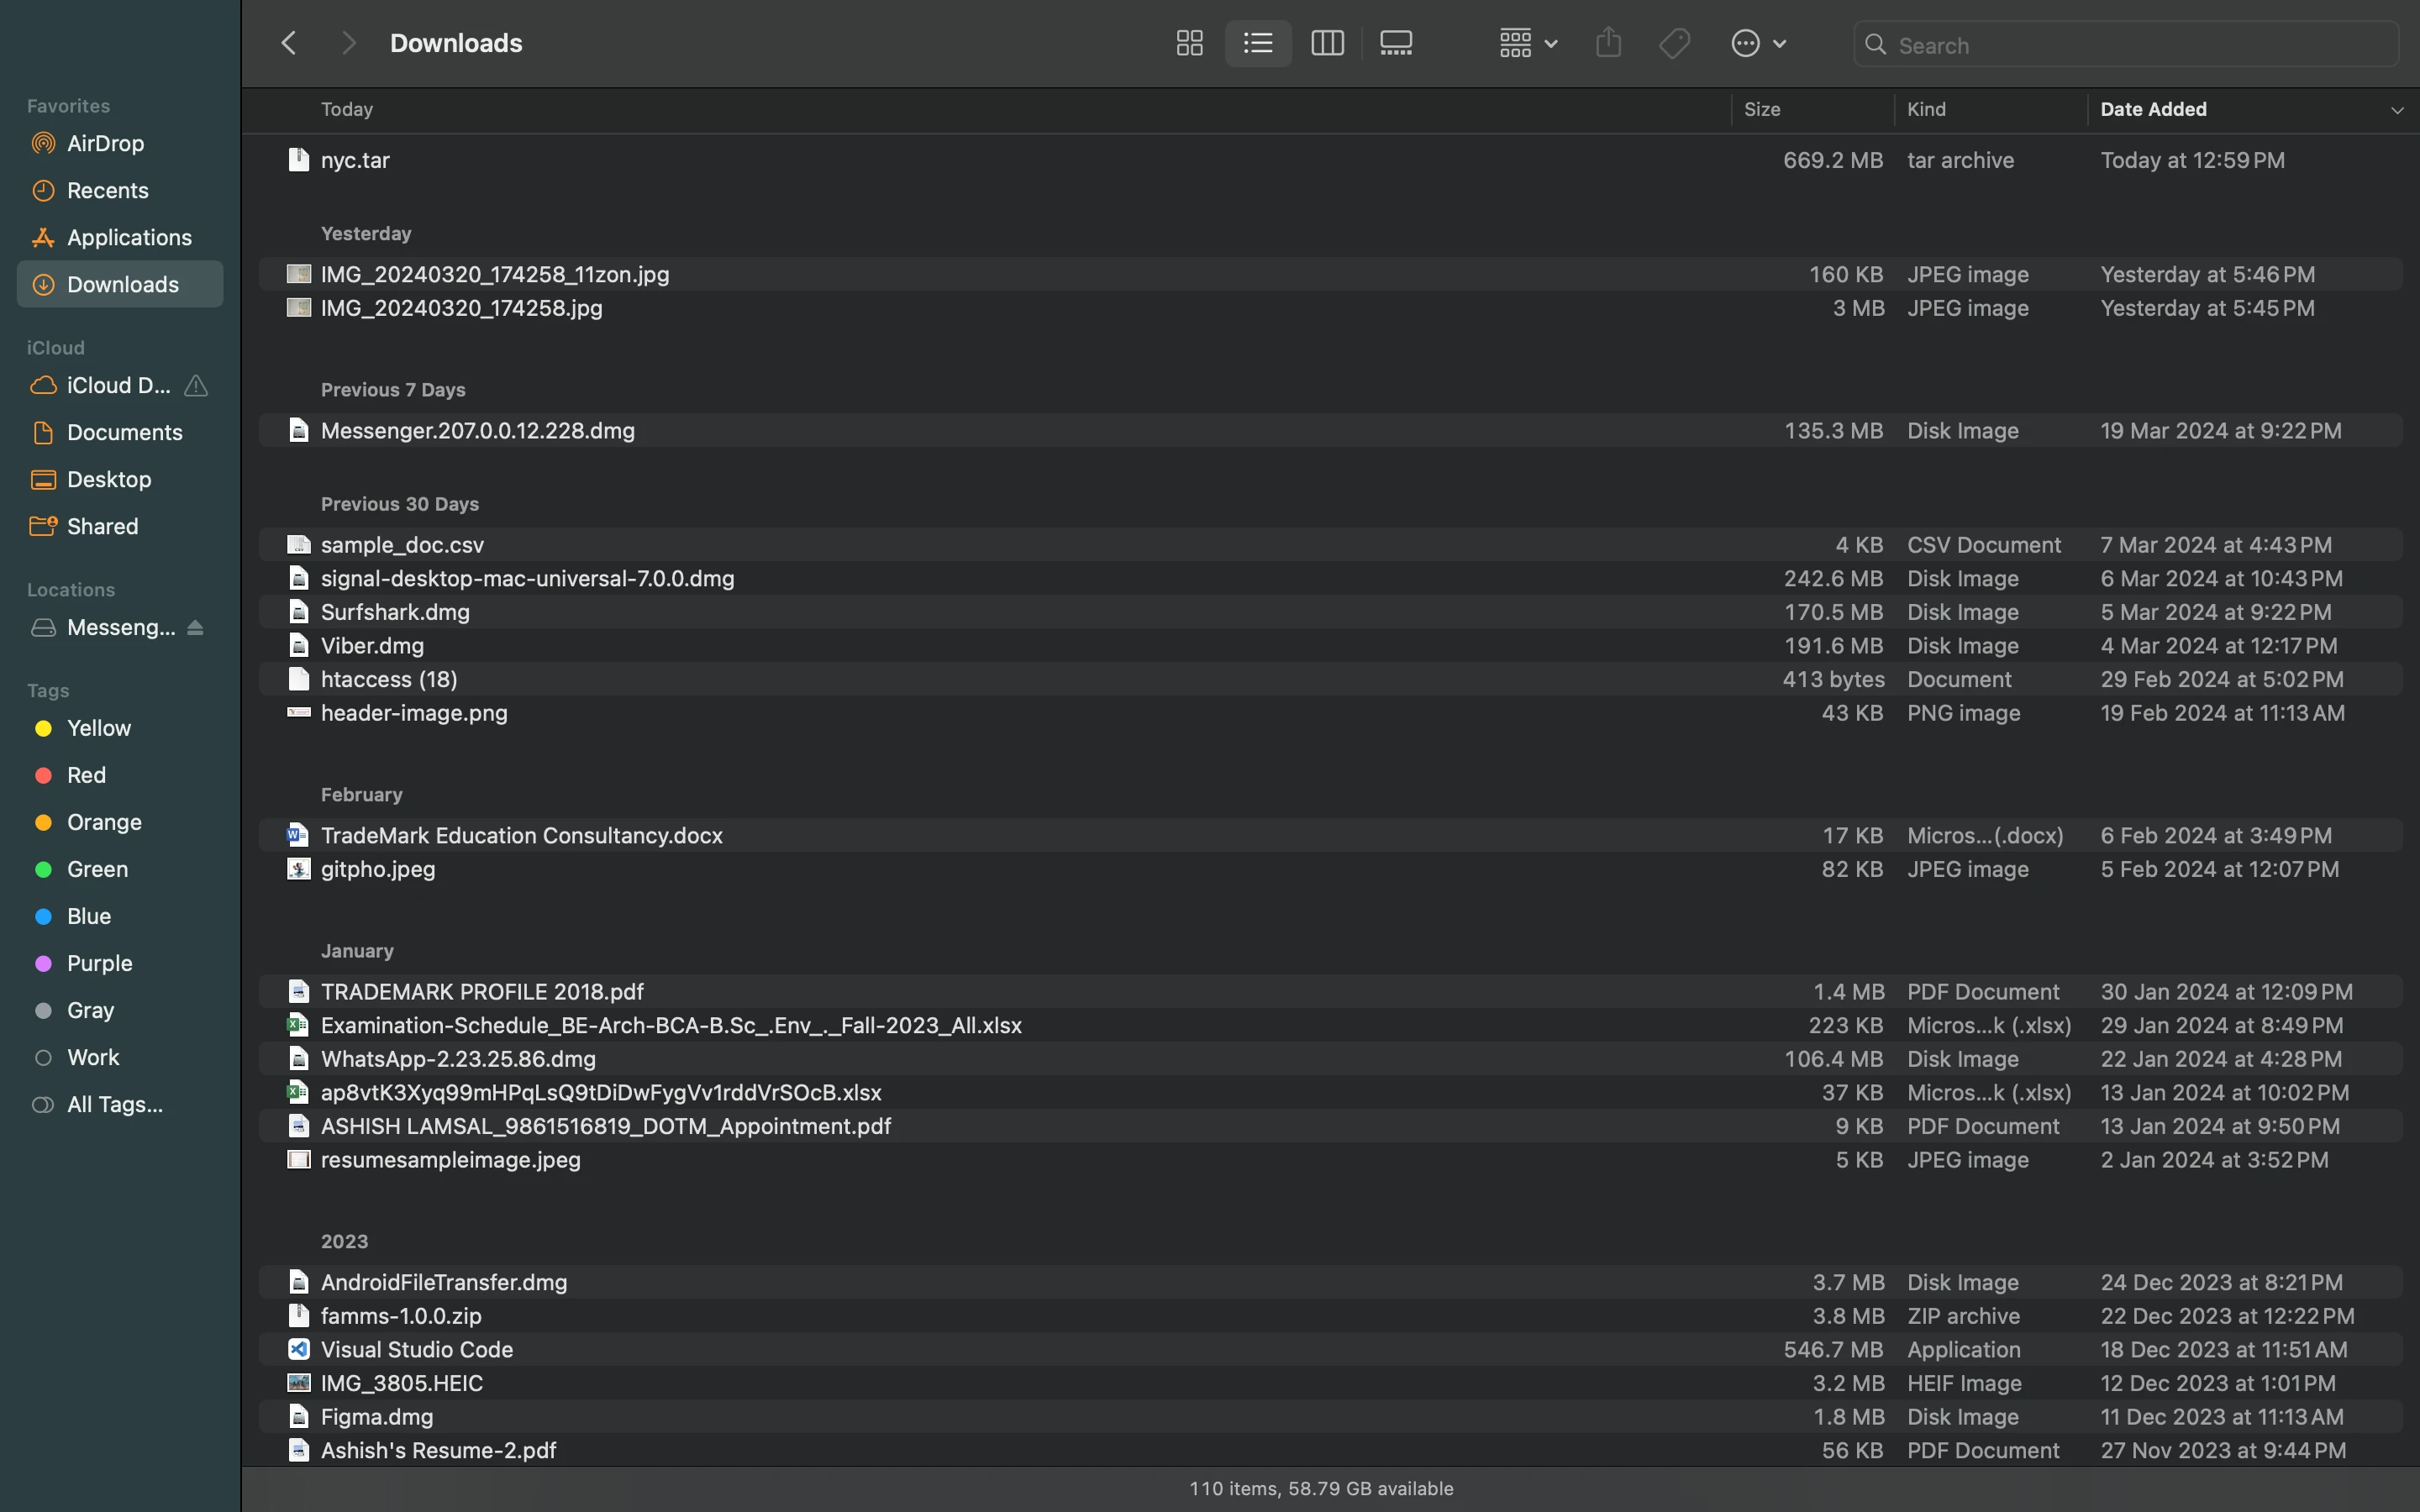 Downloads
Search
Favorites
AirDrop
Recents
Applications
Downloads
iCloud
iCloud D...
Documents
Desktop
Shared
Locations
Messeng...
Tags
Yellow
Red
Orange
Green
Blue
Purple
Gray
Work
All Tags...
Today Size Kind Date Added
nyc.tar 669.2 MB tar archive Today at 12:59 PM
Yesterday
IMG_20240320_174258_11zon.jpg 160 KB JPEG image Yesterday at 5:46 PM
IMG_20240320_174258.jpg 3 MB JPEG image Yesterday at 5:45 PM
Previous 7 Days
Messenger.207.0.0.12.228.dmg 135.3 MB Disk Image 19 Mar 2024 at 9:22 PM
Previous 30 Days
sample_doc.csv 4 KB CSV Document 7 Mar 2024 at 4:43 PM
signal-desktop-mac-universal-7.0.0.dmg 242.6 MB Disk Image 6 Mar 2024 at 10:43 PM
Surfshark.dmg 170.5 MB Disk Image 5 Mar 2024 at 9:22 PM
Viber.dmg 191.6 MB Disk Image 4 Mar 2024 at 12:17 PM
htaccess (18) 413 bytes Document 29 Feb 2024 at 5:02 PM
header-image.png 43 KB PNG image 19 Feb 2024 at 11:13 AM
February
TradeMark Education Consultancy.docx 17 KB Micros...(.docx) 6 Feb 2024 at 3:49 PM
gitpho.jpeg 82 KB JPEG image 5 Feb 2024 at 12:07 PM
January
TRADEMARK PROFILE 2018.pdf 1.4 MB PDF Document 30 Jan 2024 at 12:09 PM
Examination-Schedule_BE-Arch-BCA-B.Sc_.Env_._Fall-2023_All.xlsx 223 KB Micros...k (.xlsx) 29 Jan 2024 at 8:49 PM
WhatsApp-2.23.25.86.dmg 106.4 MB Disk Image 22 Jan 2024 at 4:28 PM
ap8vtK3Xyq99mHPqLsQ9tDiDwFygVv1rddVrSOcB.xlsx 37 KB Micros...k (.xlsx) 13 Jan 2024 at 10:02 PM
ASHISH LAMSAL_9861516819_DOTM_Appointment.pdf 9 KB PDF Document 13 Jan 2024 at 9:50 PM
resumesampleimage.jpeg 5 KB JPEG image 2 Jan 2024 at 3:52 PM
2023
AndroidFileTransfer.dmg 3.7 MB Disk Image 24 Dec 2023 at 8:21 PM
famms-1.0.0.zip 3.8 MB ZIP archive 22 Dec 2023 at 12:22 PM
Visual Studio Code 546.7 MB Application 18 Dec 2023 at 11:51 AM
IMG_3805.HEIC 3.2 MB HEIF Image 12 Dec 2023 at 1:01 PM
Figma.dmg 1.8 MB Disk Image 11 Dec 2023 at 11:13 AM
Ashish's Resume-2.pdf 56 KB PDF Document 27 Nov 2023 at 9:44 PM
110 items, 58.79 GB available